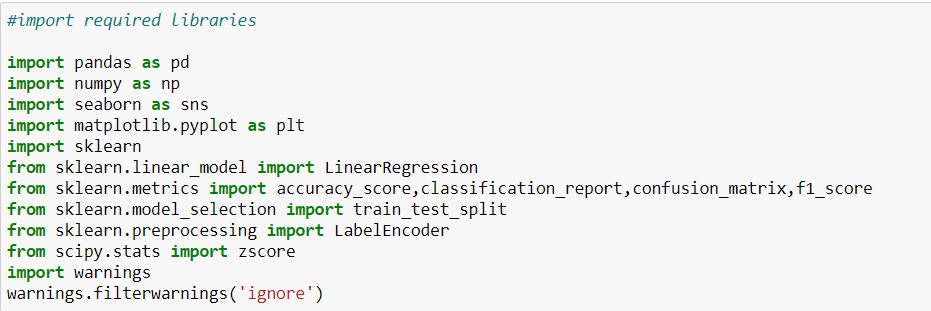 #import required libraries
import pandas as pd
import numpy as np
import seaborn as sns
import matplotlib.pyplot as plt
import sklearn
from sklearn.linear_model import LinearRegression
from sklearn.metrics import accuracy_score,classification_report,confusion_matrix,f1_score
from sklearn.model_selection import train_test_split
from sklearn.preprocessing import LabelEncoder
from scipy.stats import zscore
import warnings
warnings.filterwarnings('ignore')